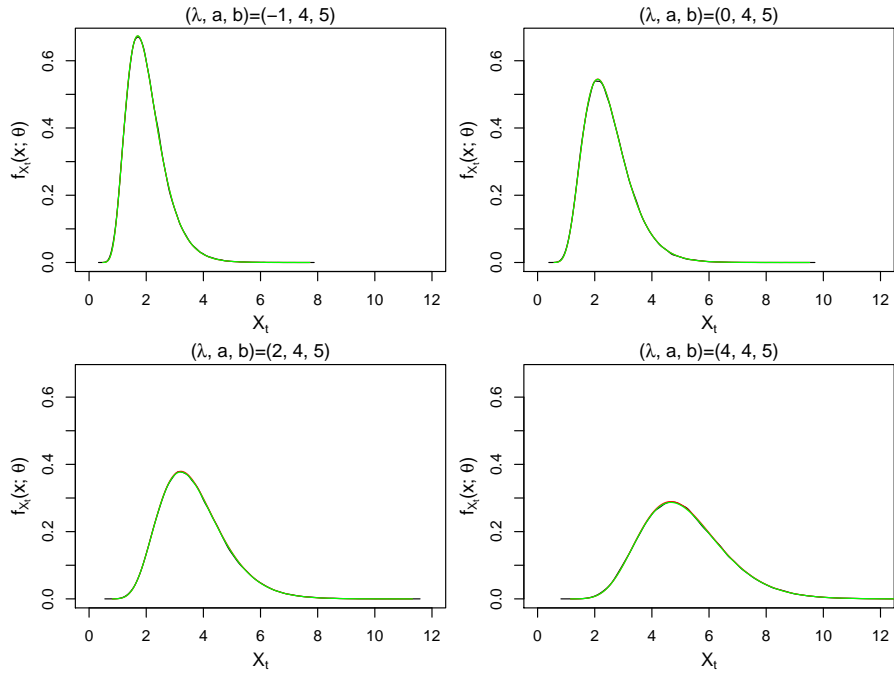 (λ, a, b)=(−1, 4, 5)
f_{X_t}(x; θ)
0.0 0.2 0.4 0.6
0 2 4 6 8 10 12
X_t
(λ, a, b)=(0, 4, 5)
f_{X_t}(x; θ)
0.0 0.2 0.4 0.6
0 2 4 6 8 10 12
X_t
(λ, a, b)=(2, 4, 5)
f_{X_t}(x; θ)
0.0 0.2 0.4 0.6
0 2 4 6 8 10 12
X_t
(λ, a, b)=(4, 4, 5)
f_{X_t}(x; θ)
0.0 0.2 0.4 0.6
0 2 4 6 8 10 12
X_t